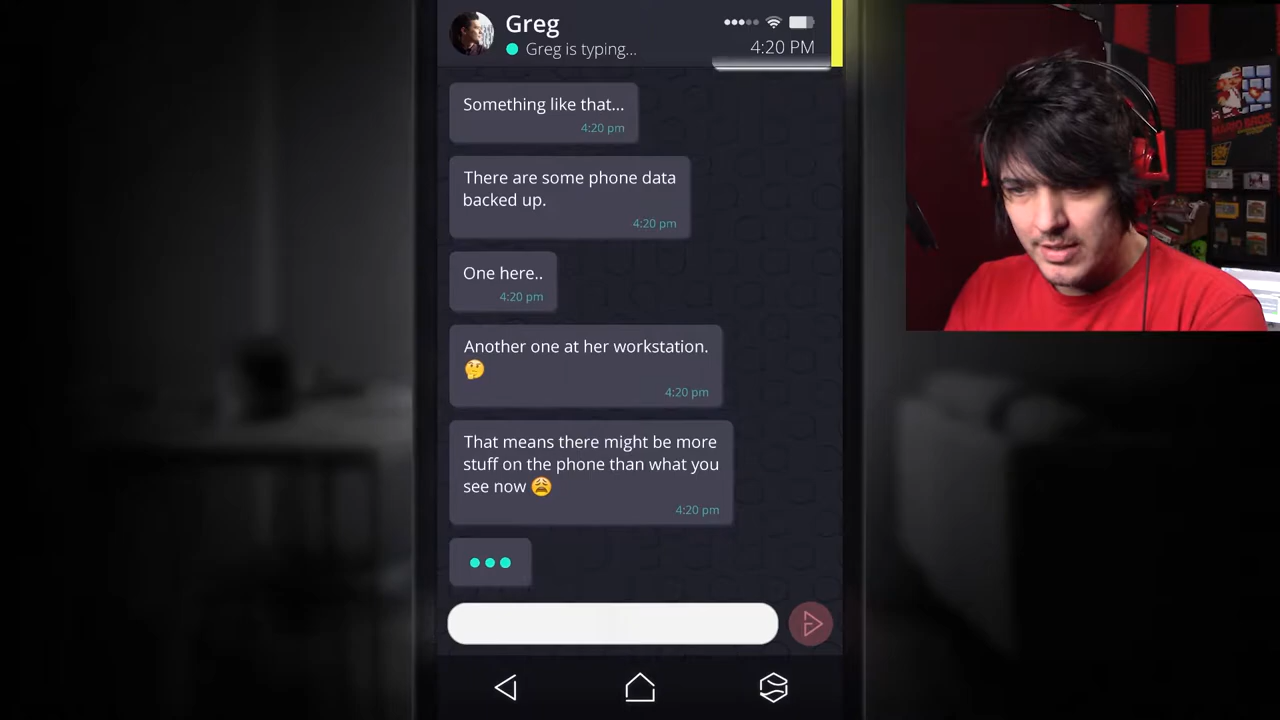 Greg
Greg is typing...
4:20 PM
Something like that...
4:20 pm
There are some phone data
backed up.
4:20 pm
One here..
4:20 pm
Another one at her workstation.
🤔
4:20 pm
That means there might be more
stuff on the phone than what you
see now 😩
4:20 pm
MARIO BROS.